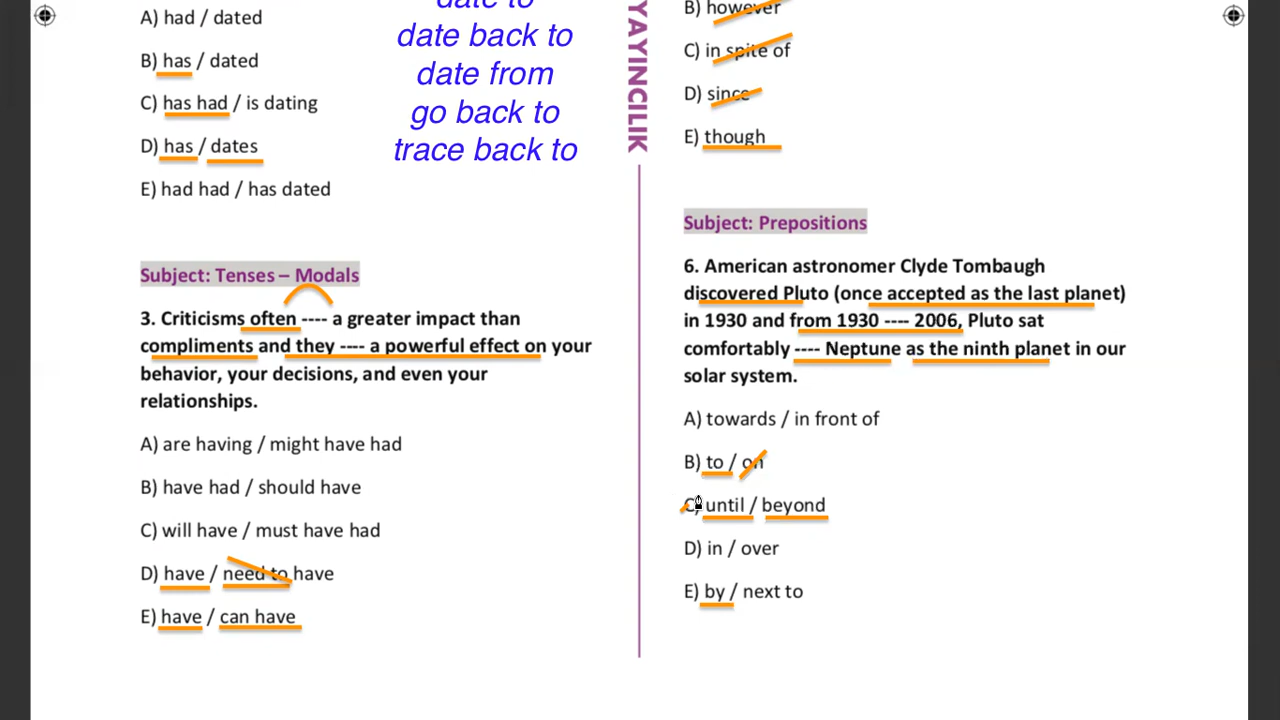 A) had / dated
B) has / dated
C) has had / is dating
D) has / dates
E) had had / has dated
date to
date back to
date from
go back to
trace back to
Subject: Tenses – Modals
3. Criticisms often ---- a greater impact than
compliments and they ---- a powerful effect on your
behavior, your decisions, and even your
relationships.
A) are having / might have had
B) have had / should have
C) will have / must have had
D) have / need to have
E) have / can have
YAYINCILIK
B) however
C) in spite of
D) since
E) though
Subject: Prepositions
6. American astronomer Clyde Tombaugh
discovered Pluto (once accepted as the last planet)
in 1930 and from 1930 ---- 2006, Pluto sat
comfortably ---- Neptune as the ninth planet in our
solar system.
A) towards / in front of
B) to / on
C) until / beyond
D) in / over
E) by / next to